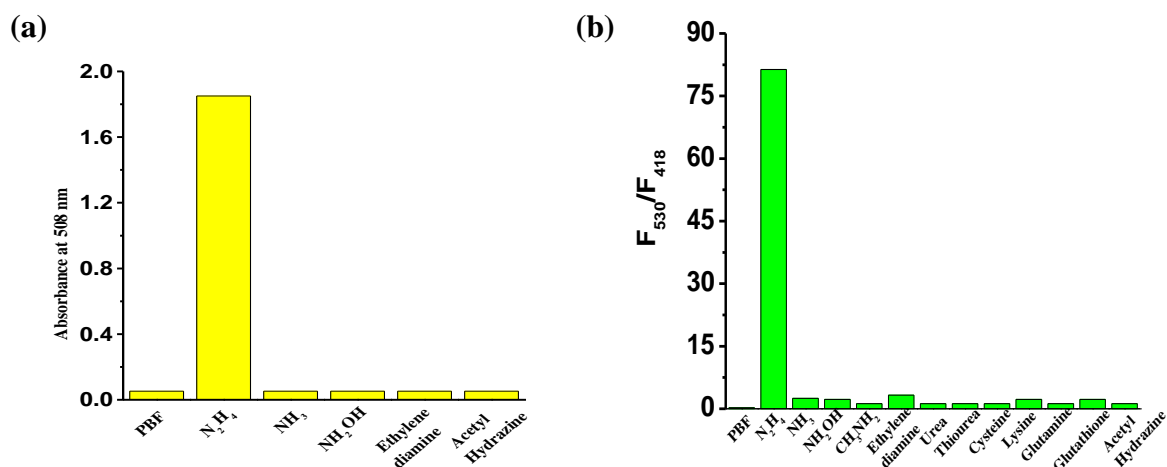 (a)
2.0
1.6
1.2
0.8
0.4
0.0
Absorbance at 508 nm
PBF
N₂H₄
NH₃
NH₂OH
Ethylene
diamine
Acetyl
Hydrazine
(b)
90
75
60
45
30
15
0
F₅₃₀/F₄₁₈
PBF
N₂H₄
NH₃
NH₂OH
CH₃NH₂
Ethylene
diamine
Urea
Thiourea
Cysteine
Lysine
Glutamine
Glutathione
Acetyl
Hydrazine